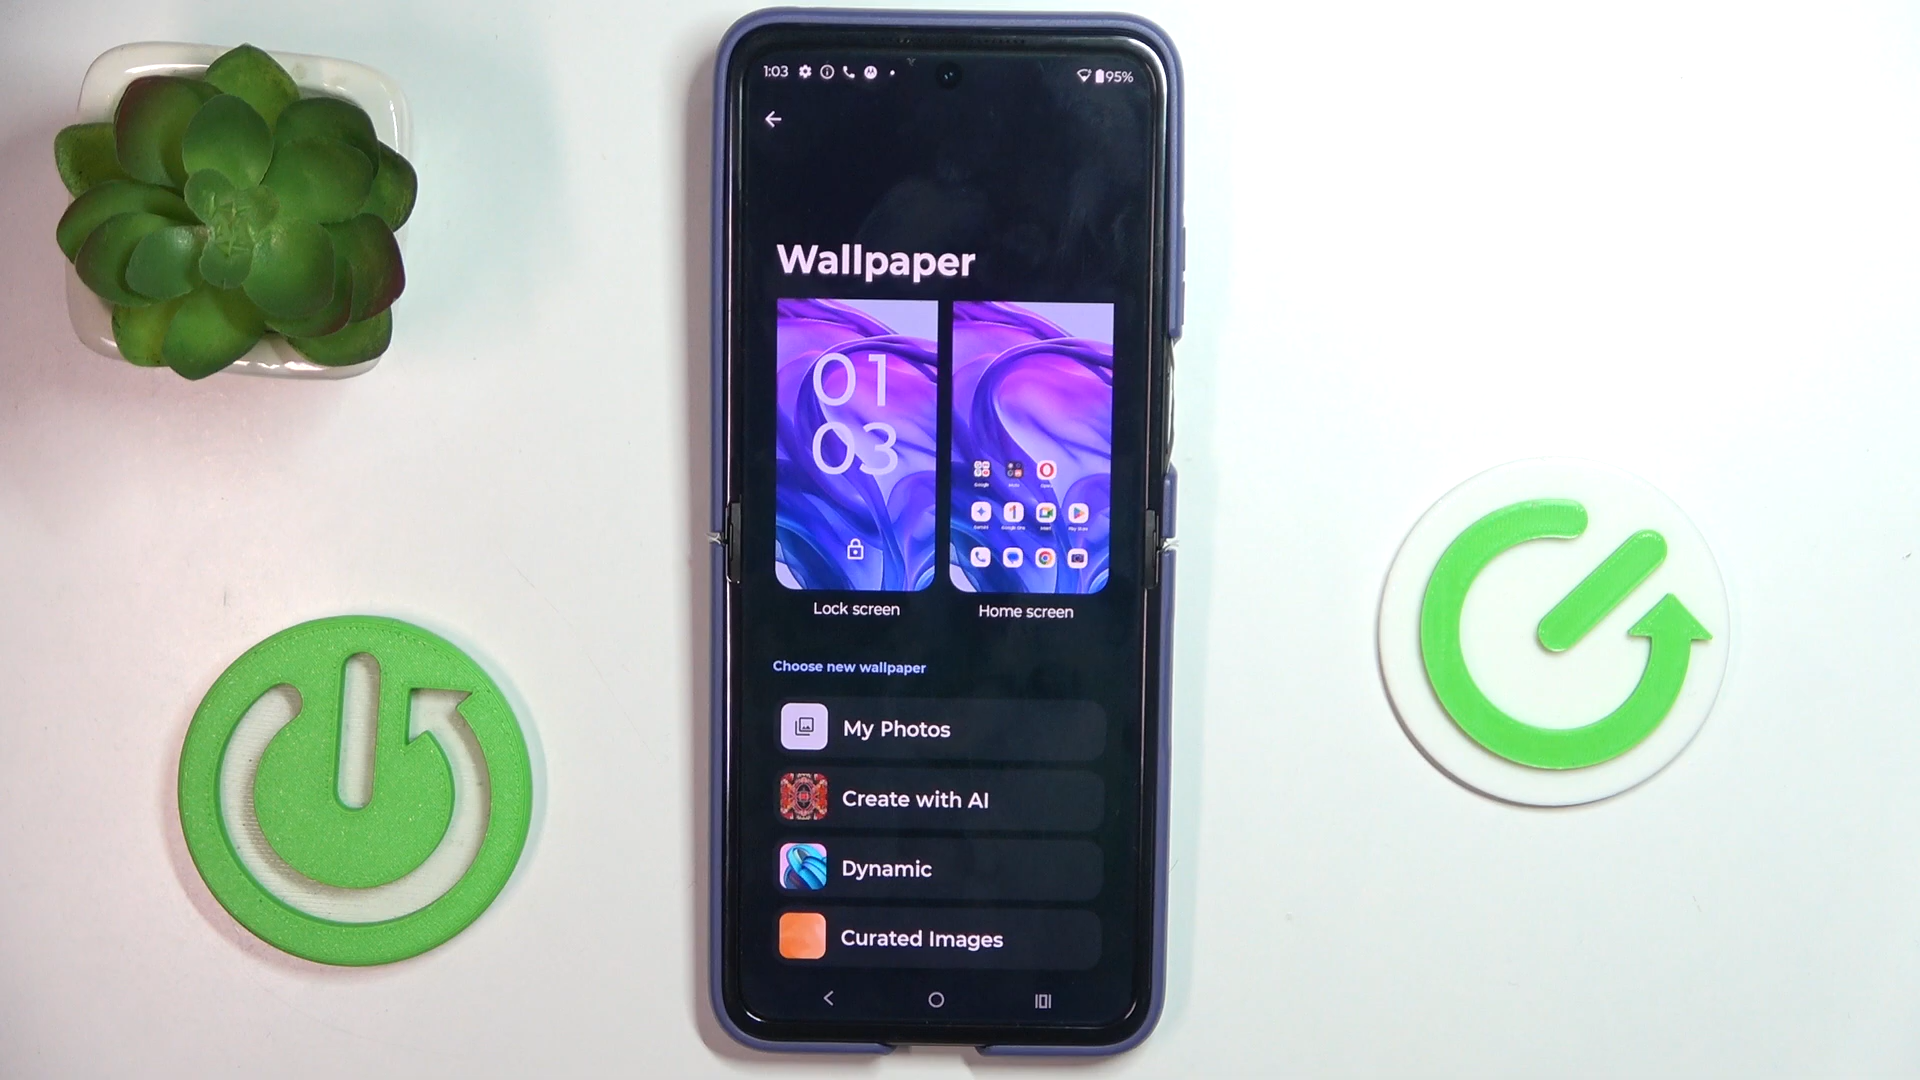 1:03
95%
Wallpaper
01
03
Lock screen
Home screen
Choose new wallpaper
My Photos
Create with AI
Dynamic
Curated Images